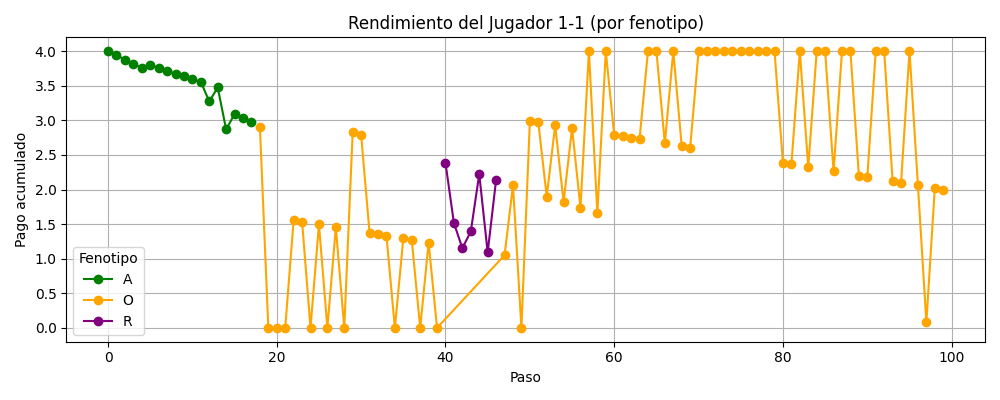 Rendimiento del Jugador 1-1 (por fenotipo)
Pago acumulado
4.0
3.5
3.0
2.5
2.0
1.5
1.0
0.5
0.0
Fenotipo
A
O
R
0 20 40 60 80 100
Paso